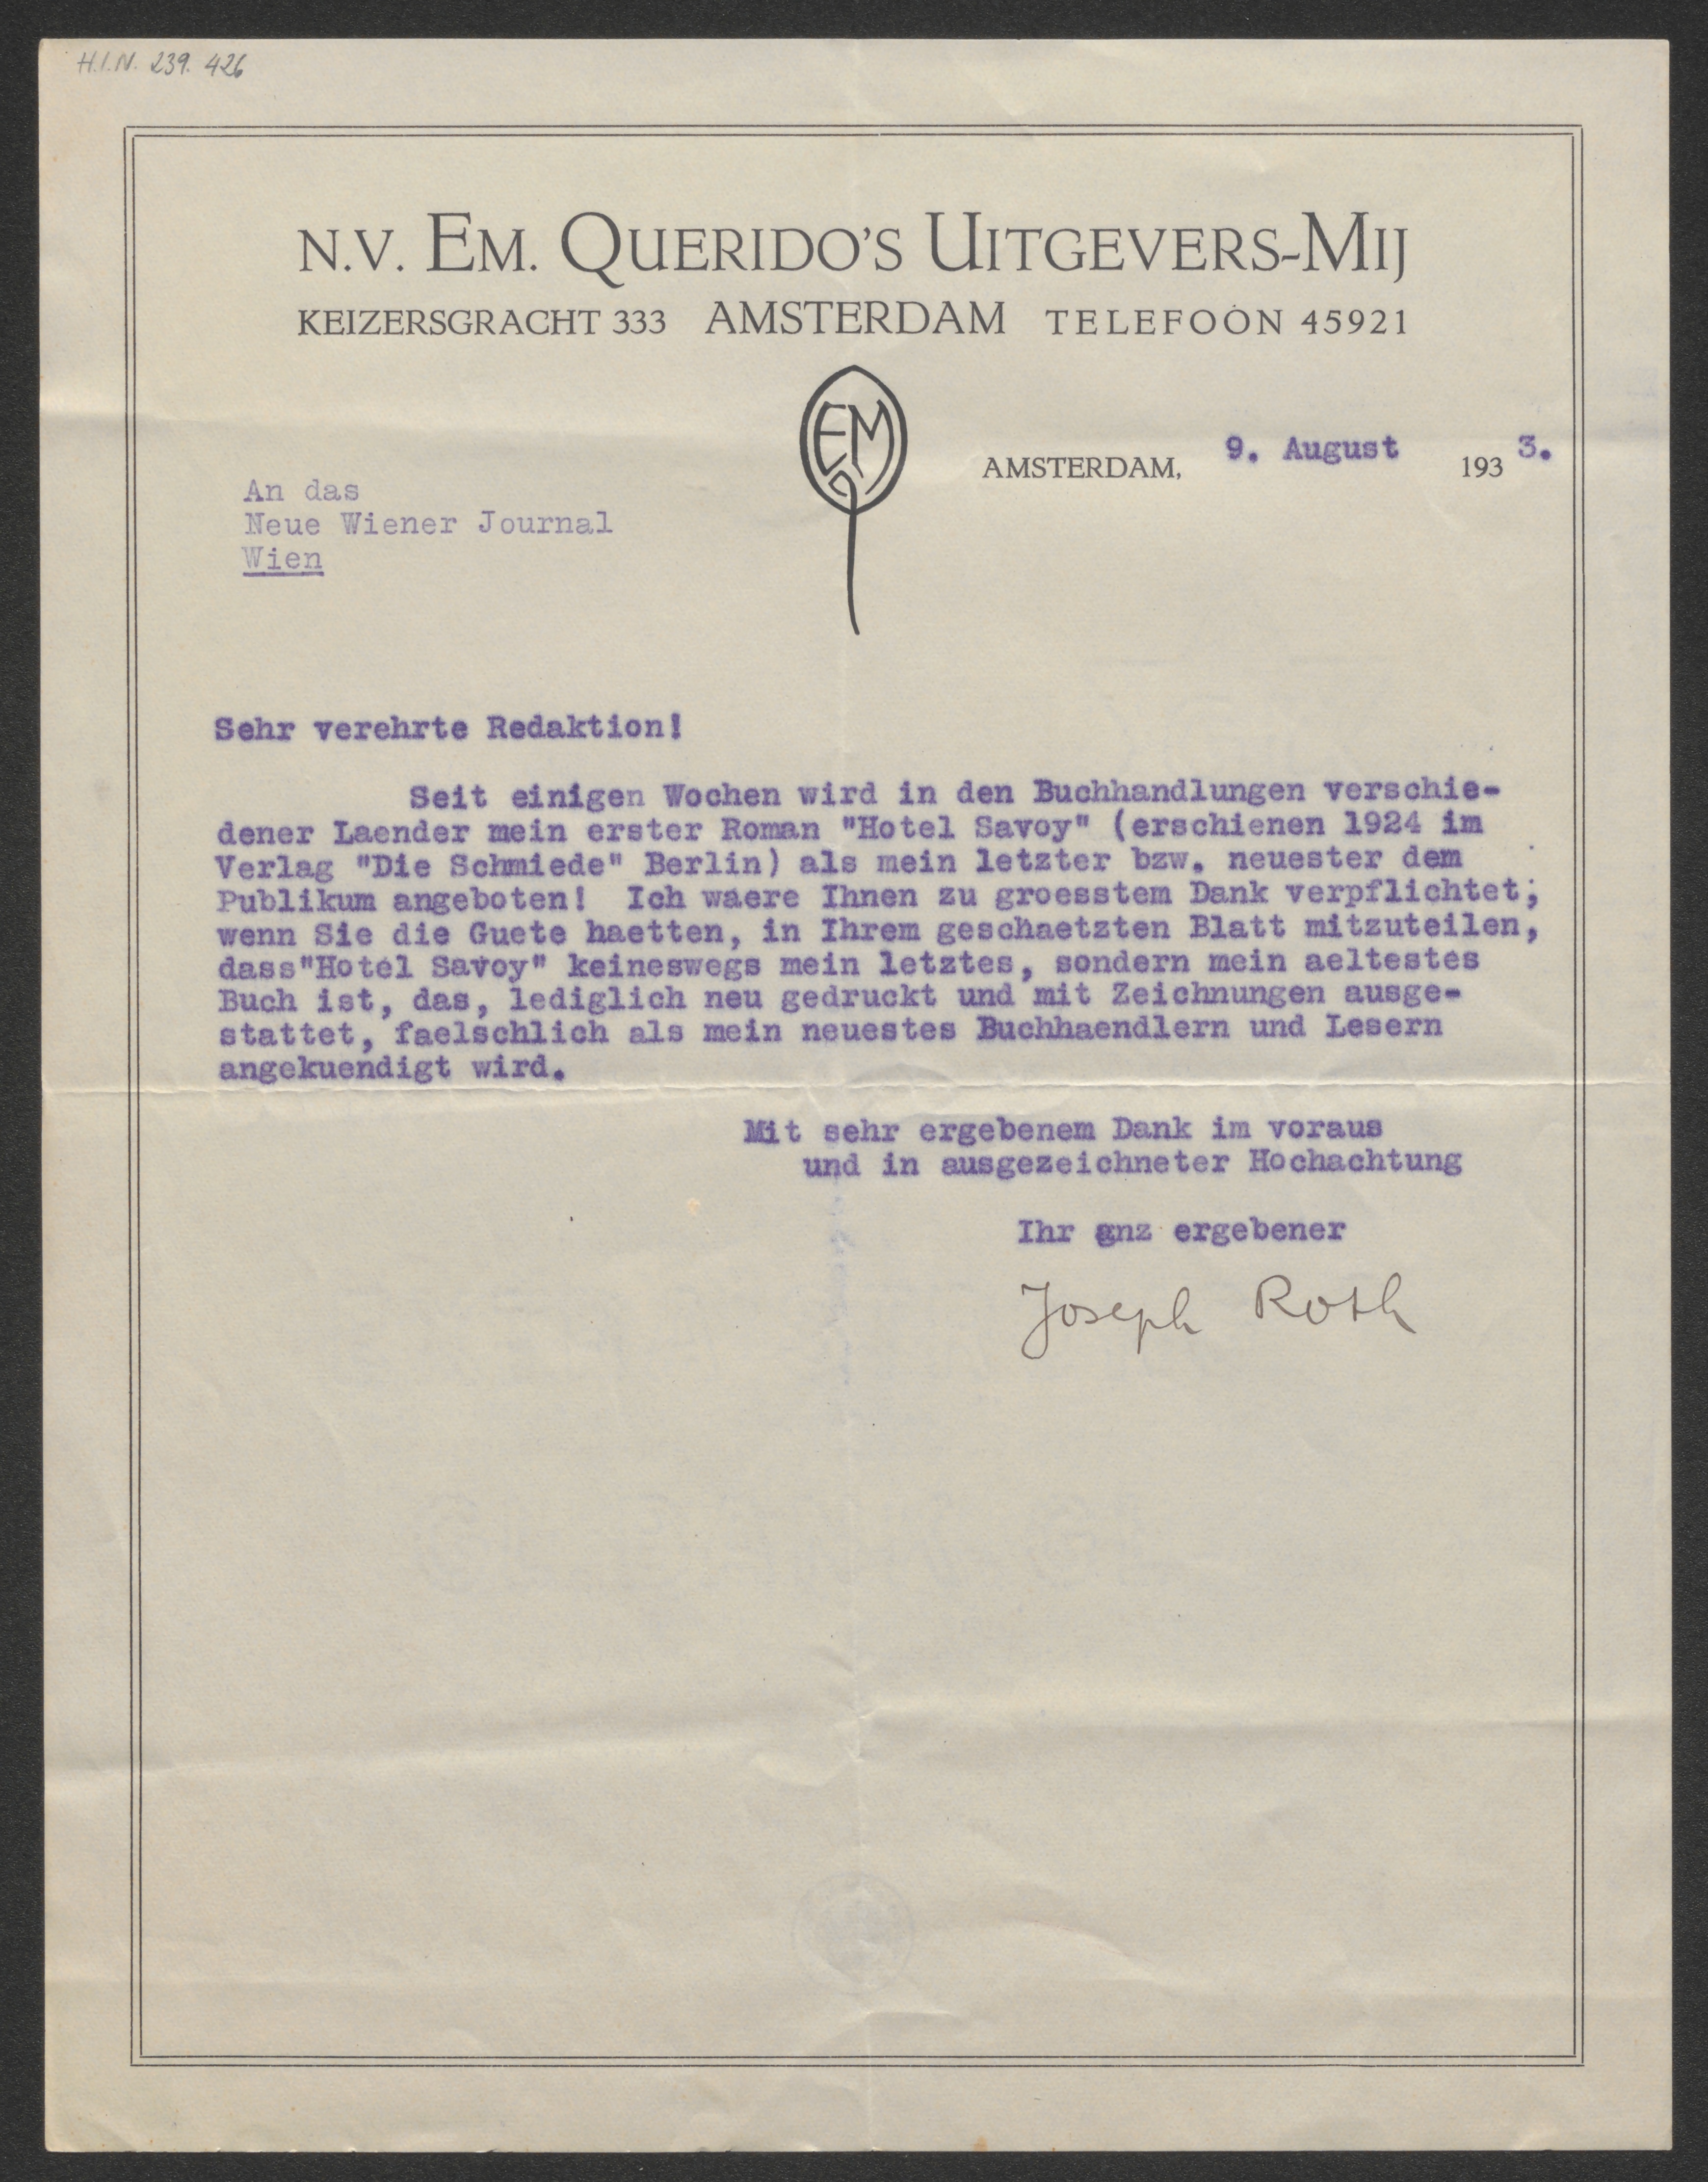 H.I.N. 239.426
N.V. EM. QUERIDO'S UITGEVERS-MIJ
KEIZERSGRACHT 333 AMSTERDAM TELEFOON 45921
EM
AMSTERDAM, 9. August 193 3.
An das
Neue Wiener Journal
Wien
Sehr verehrte Redaktion!
Seit einigen Wochen wird in den Buchhandlungen verschie-
dener Laender mein erster Roman "Hotel Savoy" (erschienen 1924 im
Verlag "Die Schmiede" Berlin) als mein letzter bzw. neuester dem
Publikum angeboten! Ich waere Ihnen zu groesstem Dank verpflichtet,
wenn Sie die Guete haetten, in Ihrem geschaetzten Blatt mitzuteilen,
dass"Hotel Savoy" keineswegs mein letztes, sondern mein aeltestes
Buch ist, das, lediglich neu gedruckt und mit Zeichnungen ausge-
stattet, faelschlich als mein neuestes Buchhaendlern und Lesern
angekuendigt wird.
Mit sehr ergebenem Dank im voraus
und in ausgezeichneter Hochachtung
Ihr gnz ergebener
Joseph Roth